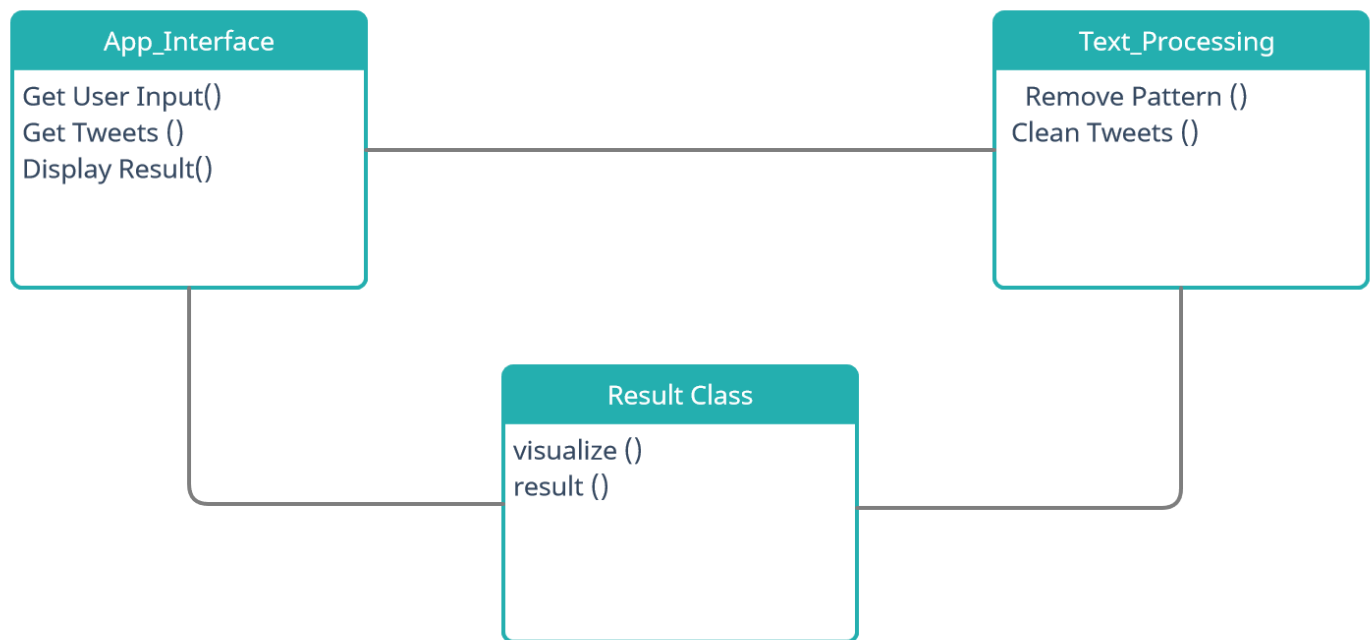 App_Interface
Get User Input()
Get Tweets ()
Display Result()
Text_Processing
Remove Pattern ()
Clean Tweets ()
Result Class
visualize ()
result ()